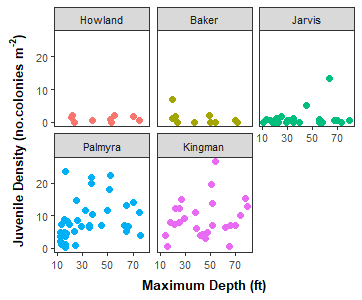 Howland Baker Jarvis
20
10
0
10 30 50 70
Palmyra Kingman
20
10
0
10 30 50 70 10 30 50 70
Juvenile Density (no.colonies m⁻²)
Maximum Depth (ft)